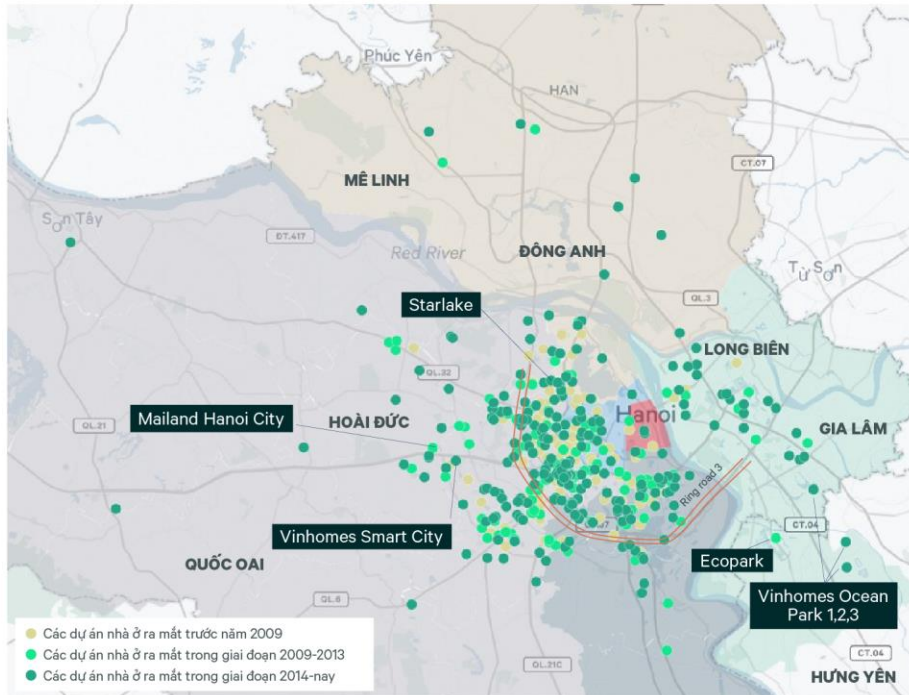 Phúc Yên
HAN
CT.07
MÊ LINH
Sơn Tây
ĐT.417
Red River
ĐÔNG ANH
Từ Sơn
QL.3
Starlake
LONG BIÊN
QL.32
Mailand Hanoi City
HOÀI ĐỨC
Hanoi
QL.21
GIA LÂM
Ring road 3
Vinhomes Smart City
CT.04
QUỐC OAI
Ecopark
Vinhomes Ocean
Park 1,2,3
QL.6
Các dự án nhà ở ra mắt trước năm 2009
Các dự án nhà ở ra mắt trong giai đoạn 2009-2013
CT.04
Các dự án nhà ở ra mắt trong giai đoạn 2014-nay
QL.21C
HƯNG YÊN